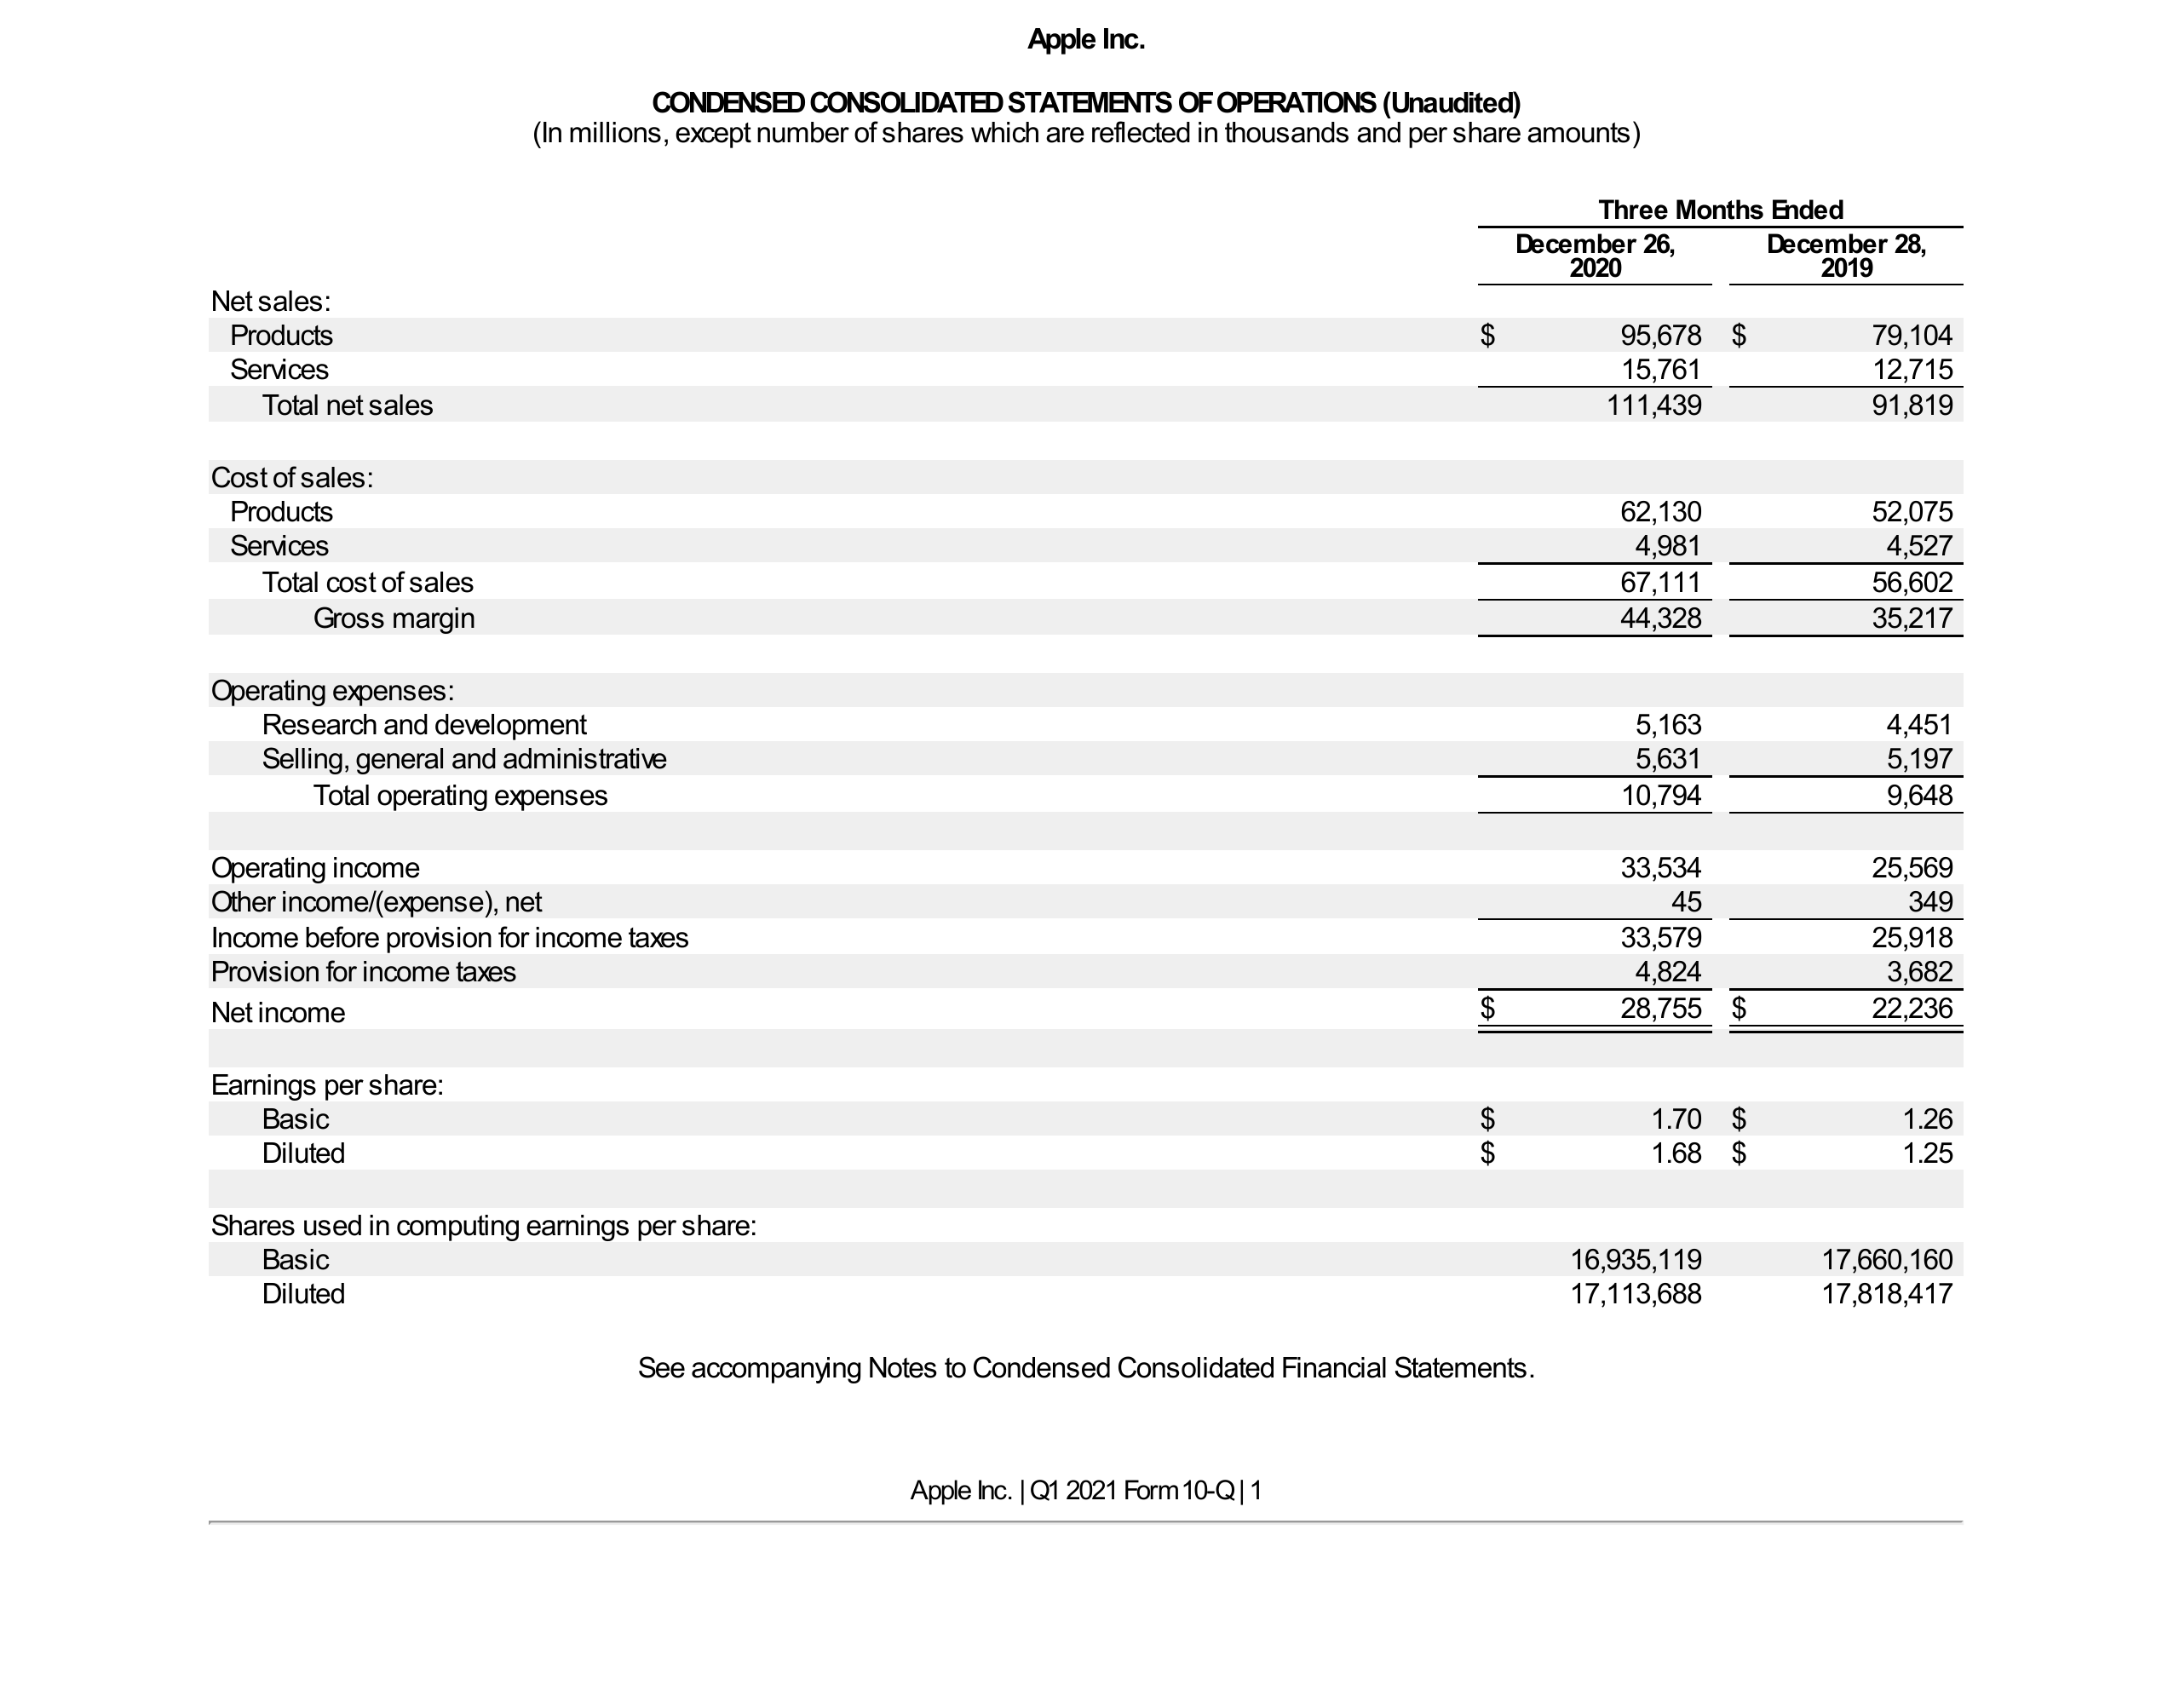 Apple Inc.
CONDENSED CONSOLIDATED STATEMENTS OF OPERATIONS (Unaudited)
(In millions, except number of shares which are reflected in thousands and per share amounts)
Three Months Ended
December 26, 2020 December 28, 2019
Net sales:
Products $ 95,678 $ 79,104
Services 15,761 12,715
Total net sales 111,439 91,819
Cost of sales:
Products 62,130 52,075
Services 4,981 4,527
Total cost of sales 67,111 56,602
Gross margin 44,328 35,217
Operating expenses:
Research and development 5,163 4,451
Selling, general and administrative 5,631 5,197
Total operating expenses 10,794 9,648
Operating income 33,534 25,569
Other income/(expense), net 45 349
Income before provision for income taxes 33,579 25,918
Provision for income taxes 4,824 3,682
Net income $ 28,755 $ 22,236
Earnings per share:
Basic $ 1.70 $ 1.26
Diluted $ 1.68 $ 1.25
Shares used in computing earnings per share:
Basic 16,935,119 17,660,160
Diluted 17,113,688 17,818,417
See accompanying Notes to Condensed Consolidated Financial Statements.
Apple Inc. | Q1 2021 Form 10-Q | 1